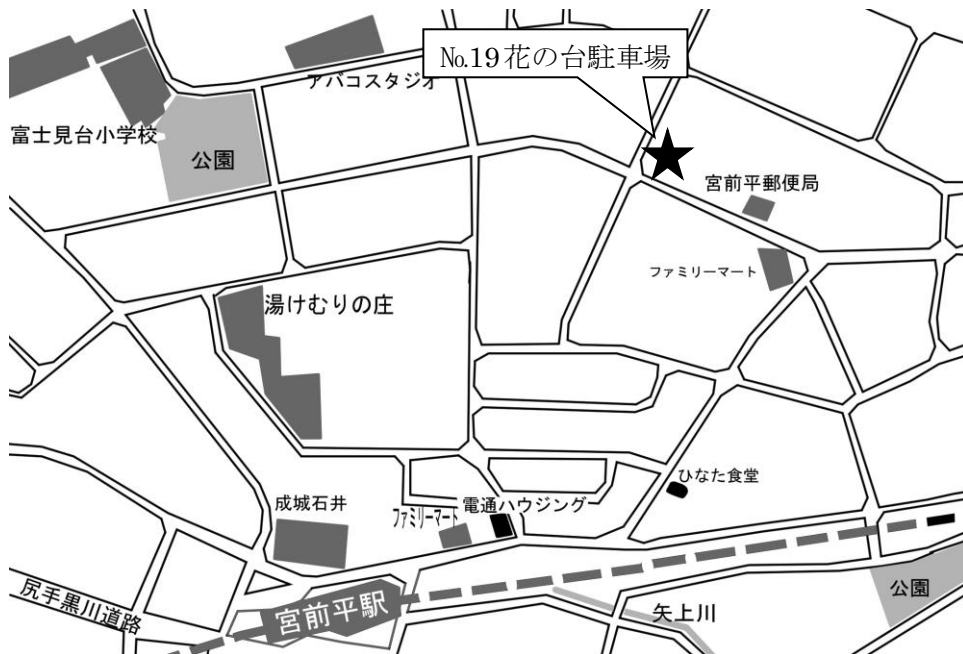 №19花の台駐車場
アバコスタジオ
富士見台小学校
公園
宮前平郵便局
ファミリーマート
湯けむりの庄
ひなた食堂
成城石井
ファミリーマート
電通ハウジング
尻手黒川道路
宮前平駅
矢上川
公園